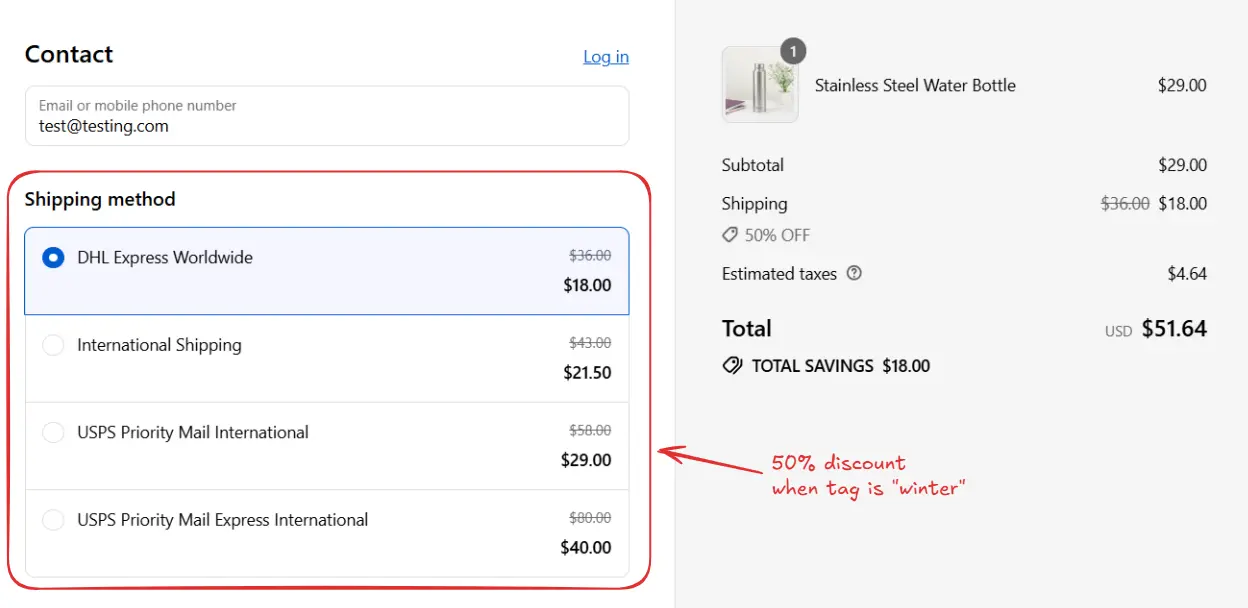 Contact
Log in
Email or mobile phone number
test@testing.com
Shipping method
DHL Express Worldwide
$36.00
$18.00
International Shipping
$43.00
$21.50
USPS Priority Mail International
$58.00
$29.00
USPS Priority Mail Express International
$80.00
$40.00
1
Stainless Steel Water Bottle $29.00
Subtotal $29.00
Shipping $36.00 $18.00
50% OFF
Estimated taxes ? $4.64
Total USD $51.64
TOTAL SAVINGS $18.00
50% discount
when tag is "winter"